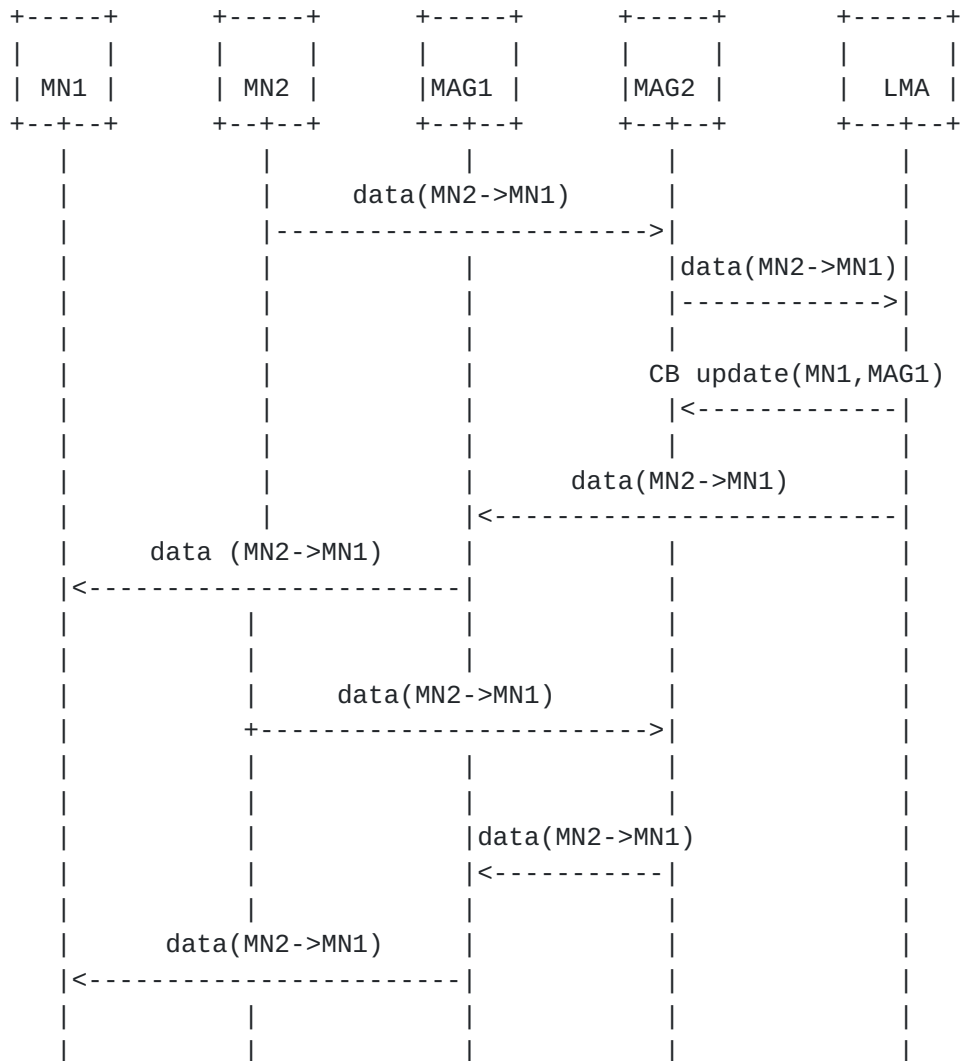 MN1 MN2 MAG1 MAG2 LMA
data(MN2->MN1)
data(MN2->MN1)
CB update(MN1,MAG1)
data(MN2->MN1)
data (MN2->MN1)
data(MN2->MN1)
data(MN2->MN1)
data(MN2->MN1)